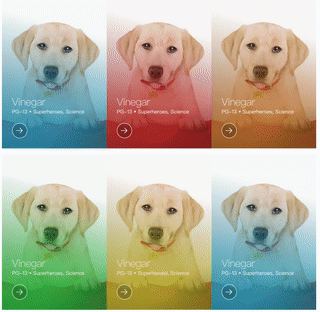 Vinegar
PG-13 • Superheroes, Science
Vinegar
PG-13 • Superheroes, Science
Vinegar
PG-13 • Superheroes, Science
Vinegar
PG-13 • Superheroes, Science
Vinegar
PG-13 • Superheroes, Science
Vinegar
PG-13 • Superheroes, Science